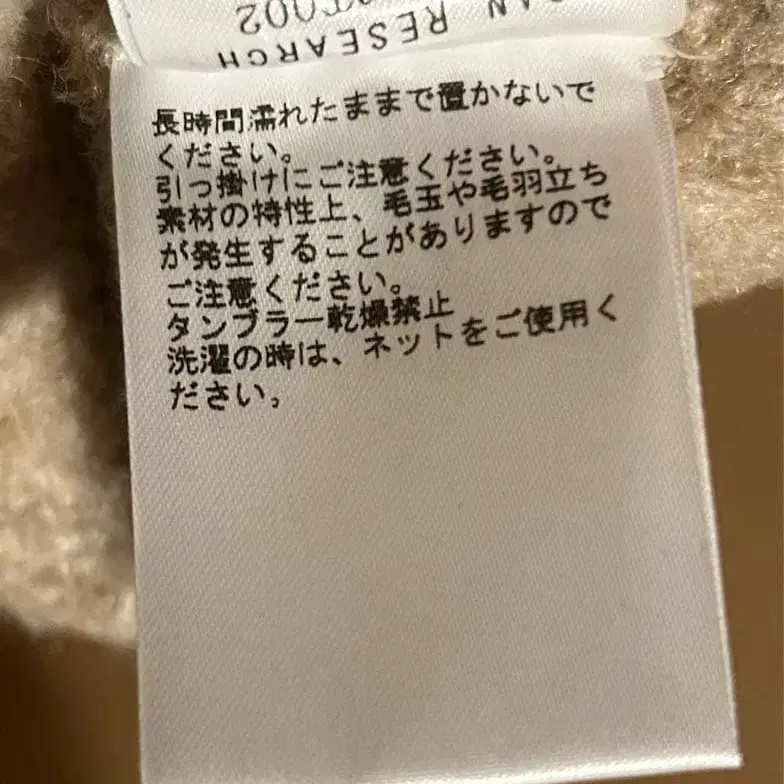 RESEARCH
長時間濡れたままで置かないで
ください。
引っ掛けにご注意ください。
素材の特性上、毛玉や毛羽立ち
が発生することがありますので
ご注意ください。
タンブラー乾燥禁止
洗濯の時は、ネットをご使用く
ださい。